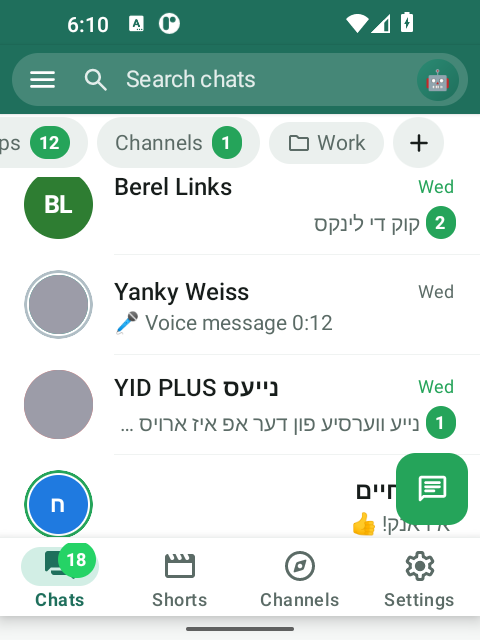 6:10
Search chats
ps 12
Channels 1
Work
+
Berel Links
Wed
קוק די לינקס
2
Yanky Weiss
Wed
🎤 Voice message 0:12
YID PLUS נייעס
Wed
נייע ווערסיע פון דער אפ איז ארויס ...
1
BL
ח
חיים
👍
18
Chats
Shorts
Channels
Settings